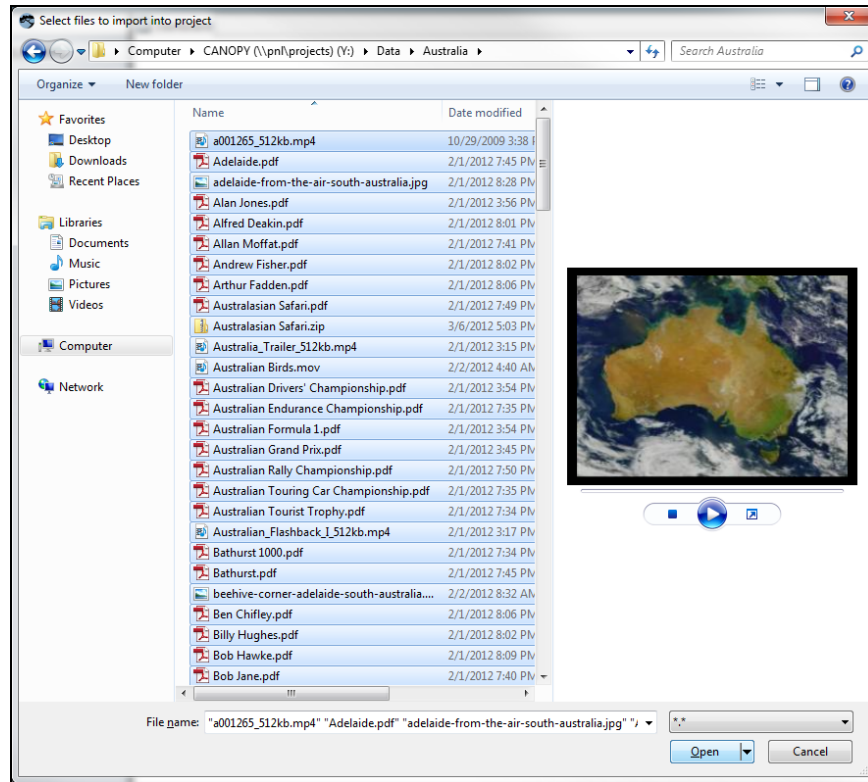 Select files to import into project
Computer CANOPY (\\pnl\projects) (Y:) Data Australia
Search Australia
Organize New folder
Favorites
Desktop
Downloads
Recent Places
Libraries
Documents
Music
Pictures
Videos
Computer
Network
Name Date modified
a001265_512kb.mp4 10/29/2009 3:38
Adelaide.pdf 2/1/2012 7:45 PM
adelaide-from-the-air-south-australia.jpg 2/1/2012 8:28 PM
Alan Jones.pdf 2/1/2012 3:56 PM
Alfred Deakin.pdf 2/1/2012 8:01 PM
Allan Moffat.pdf 2/1/2012 7:41 PM
Andrew Fisher.pdf 2/1/2012 8:02 PM
Arthur Fadden.pdf 2/1/2012 8:06 PM
Australasian Safari.pdf 2/1/2012 7:49 PM
Australasian Safari.zip 3/6/2012 5:03 PM
Australia_Trailer_512kb.mp4 2/1/2012 3:15 PM
Australian Birds.mov 2/2/2012 4:40 AM
Australian Drivers' Championship.pdf 2/1/2012 3:54 PM
Australian Endurance Championship.pdf 2/1/2012 7:35 PM
Australian Formula 1.pdf 2/1/2012 3:54 PM
Australian Grand Prix.pdf 2/1/2012 3:45 PM
Australian Rally Championship.pdf 2/1/2012 7:50 PM
Australian Touring Car Championship.pdf 2/1/2012 7:35 PM
Australian Tourist Trophy.pdf 2/1/2012 7:34 PM
Australian_Flashback_I_512kb.mp4 2/1/2012 3:17 PM
Bathurst 1000.pdf 2/1/2012 7:34 PM
Bathurst.pdf 2/1/2012 7:45 PM
beehive-corner-adelaide-south-australia.... 2/2/2012 8:32 AM
Ben Chifley.pdf 2/1/2012 8:06 PM
Billy Hughes.pdf 2/1/2012 8:02 PM
Bob Hawke.pdf 2/1/2012 8:09 PM
Bob Jane.pdf 2/1/2012 7:40 PM
File name: "a001265_512kb.mp4" "Adelaide.pdf" "adelaide-from-the-air-south-australia.jpg" "
*.*
Open Cancel